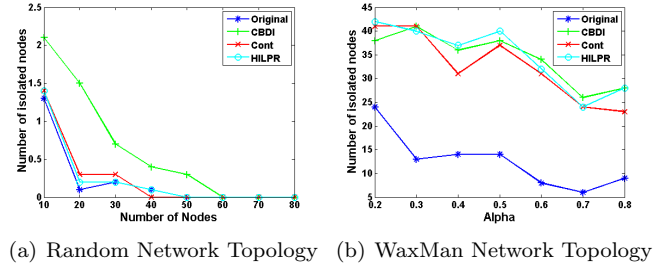 2.5
2
1.5
1
0.5
0
10 20 30 40 50 60 70 80
Number of isolated nodes
Number of Nodes
Original
CBDI
Cont
HILPR
45
40
35
30
25
20
15
10
5
0.2 0.3 0.4 0.5 0.6 0.7 0.8
Number of isolated nodes
Alpha
Original
CBDI
Cont
HILPR
(a) Random Network Topology (b) WaxMan Network Topology